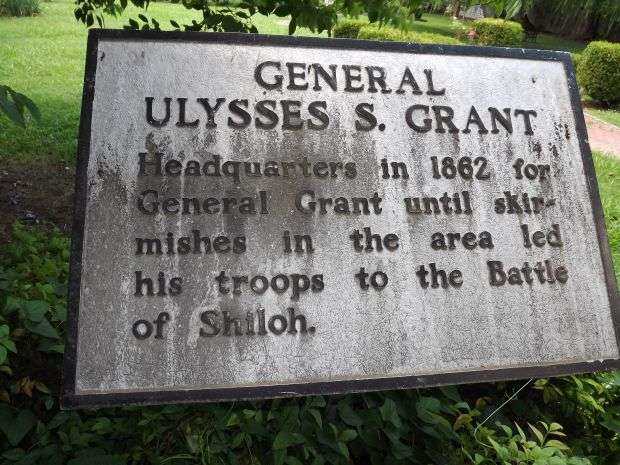 GENERAL
ULYSSES S. GRANT
Headquarters in 1862 for
General Grant until skir-
mishes in the area led
his troops to the Battle
of Shiloh.